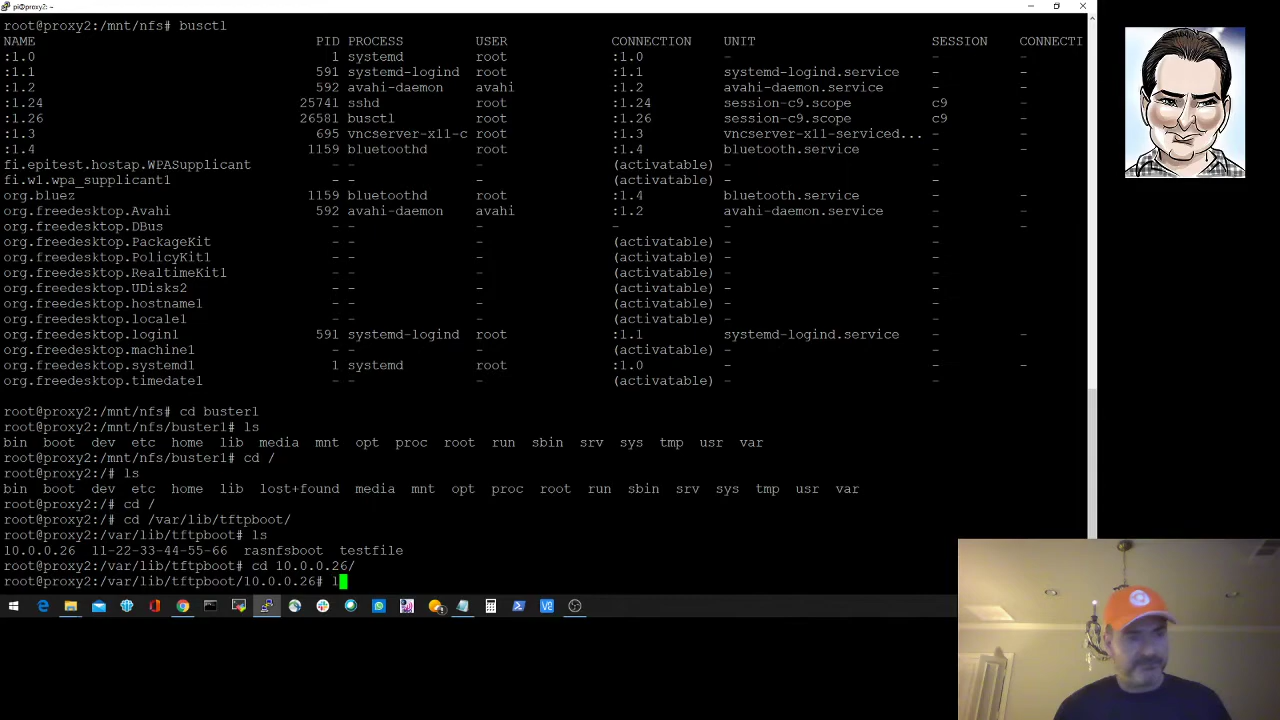 pi@proxy2: ~
root@proxy2:/mnt/nfs# busctl
NAME PID PROCESS USER CONNECTION UNIT SESSION CONNECTI
:1.0 1 systemd root :1.0 - - -
:1.1 591 systemd-logind root :1.1 systemd-logind.service - -
:1.2 592 avahi-daemon avahi :1.2 avahi-daemon.service - -
:1.24 25741 sshd root :1.24 session-c9.scope c9 -
:1.26 26581 busctl root :1.26 session-c9.scope c9 -
:1.3 695 vncserver-x11-c root :1.3 vncserver-x11-serviced... - -
:1.4 1159 bluetoothd root :1.4 bluetooth.service - -
fi.epitest.hostap.WPASupplicant - - - (activatable) - -
fi.w1.wpa_supplicant1 - - - (activatable) - -
org.bluez 1159 bluetoothd root :1.4 bluetooth.service - -
org.freedesktop.Avahi 592 avahi-daemon avahi :1.2 avahi-daemon.service - -
org.freedesktop.DBus - - - - - - -
org.freedesktop.PackageKit - - - (activatable) - -
org.freedesktop.PolicyKit1 - - - (activatable) - -
org.freedesktop.RealtimeKit1 - - - (activatable) - -
org.freedesktop.UDisks2 - - - (activatable) - -
org.freedesktop.hostname1 - - - (activatable) - -
org.freedesktop.locale1 - - - (activatable) - -
org.freedesktop.login1 591 systemd-logind root :1.1 systemd-logind.service - -
org.freedesktop.machine1 - - - (activatable) - -
org.freedesktop.systemd1 1 systemd root :1.0 - - -
org.freedesktop.timedate1 - - - (activatable) - -
root@proxy2:/mnt/nfs# cd buster1
root@proxy2:/mnt/nfs/buster1# ls
bin boot dev etc home lib media mnt opt proc root run sbin srv sys tmp usr var
root@proxy2:/mnt/nfs/buster1# cd /
root@proxy2:/# ls
bin boot dev etc home lib lost+found media mnt opt proc root run sbin srv sys tmp usr var
root@proxy2:/# cd /
root@proxy2:/# cd /var/lib/tftpboot/
root@proxy2:/var/lib/tftpboot# ls
10.0.0.26 11-22-33-44-55-66 rasnfsboot testfile
root@proxy2:/var/lib/tftpboot# cd 10.0.0.26/
root@proxy2:/var/lib/tftpboot/10.0.0.26# l